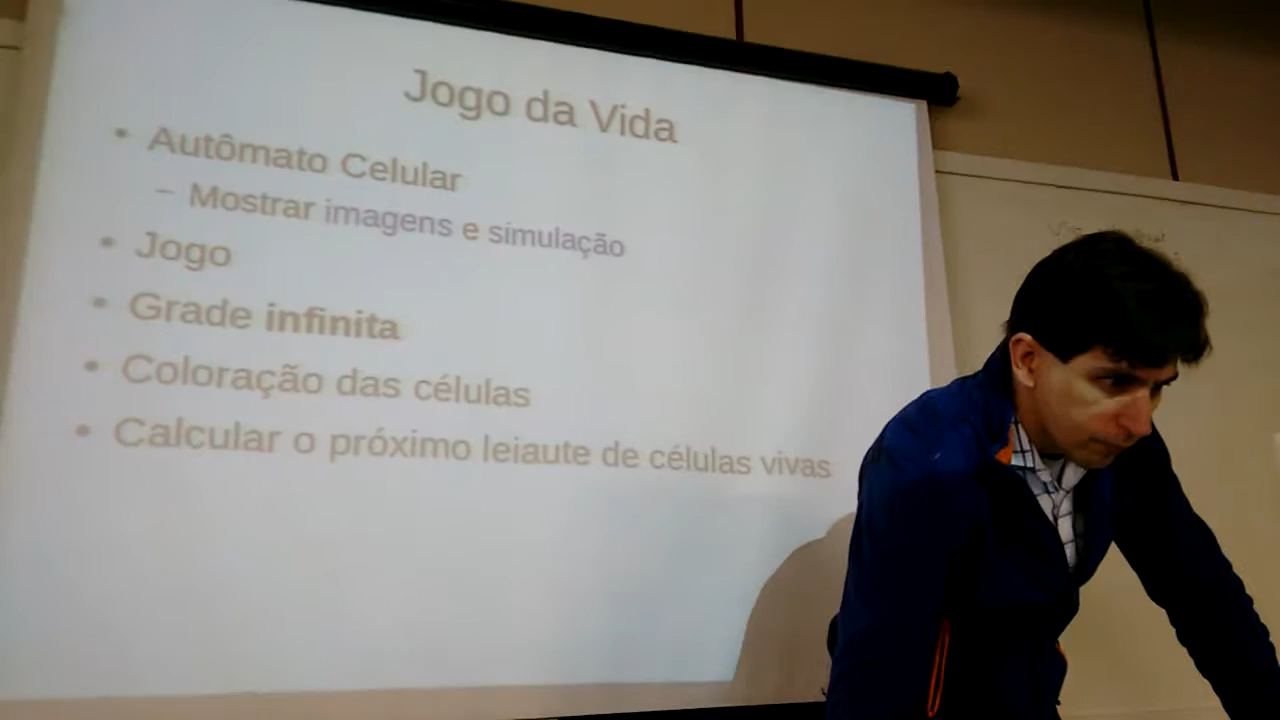 Jogo da Vida
• Autômato Celular
– Mostrar imagens e simulação
• Jogo
• Grade infinita
• Coloração das células
• Calcular o próximo leiaute de células vivas